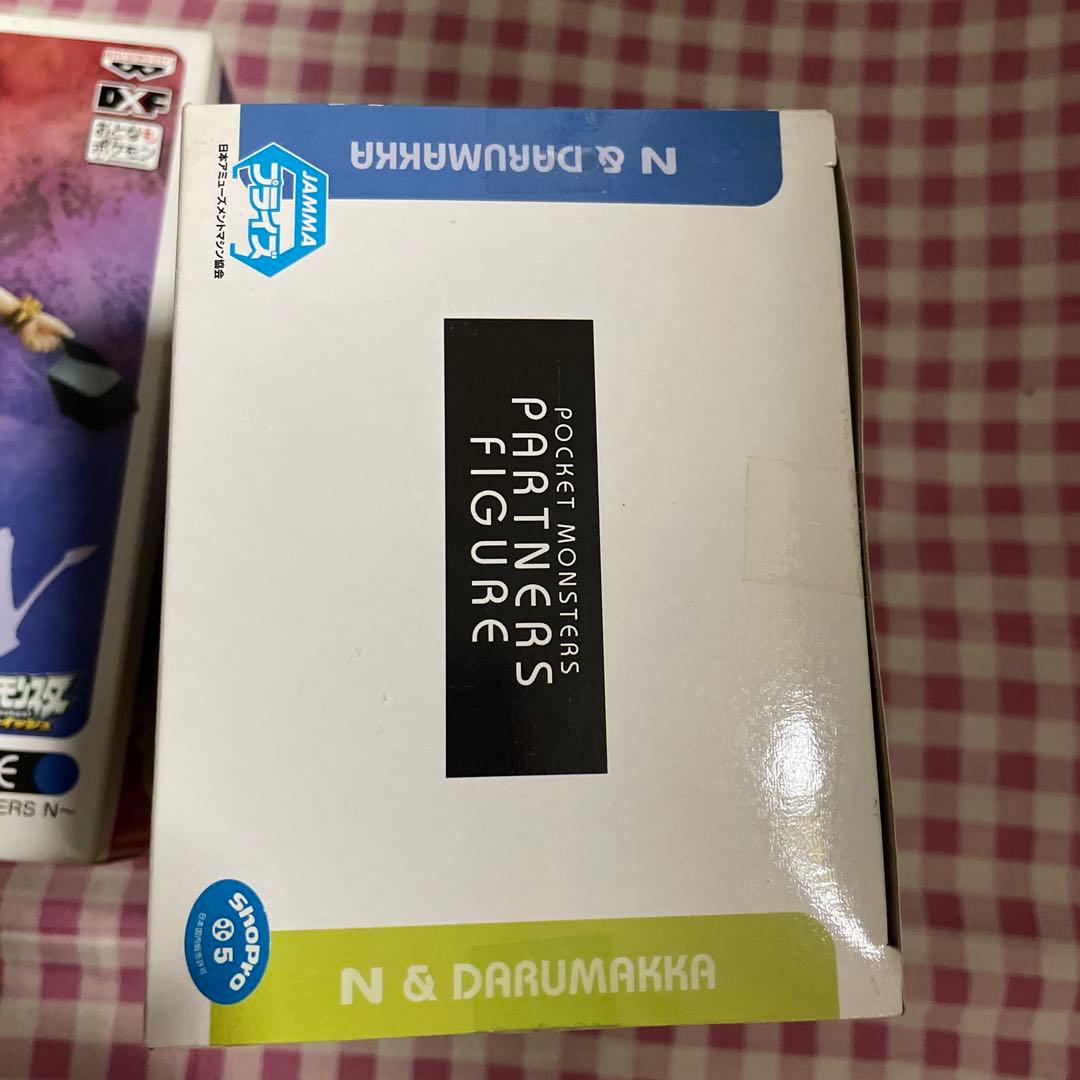 DXF
おとなも
ポケモン
モンスター
ERS N~
N & DARUMAKKA
JAMMA
プライズ
日本アミューズメントマシン協会
POCKET MONSTERS
PARTNERS
FIGURE
ShoPro
5
N & DARUMAKKA